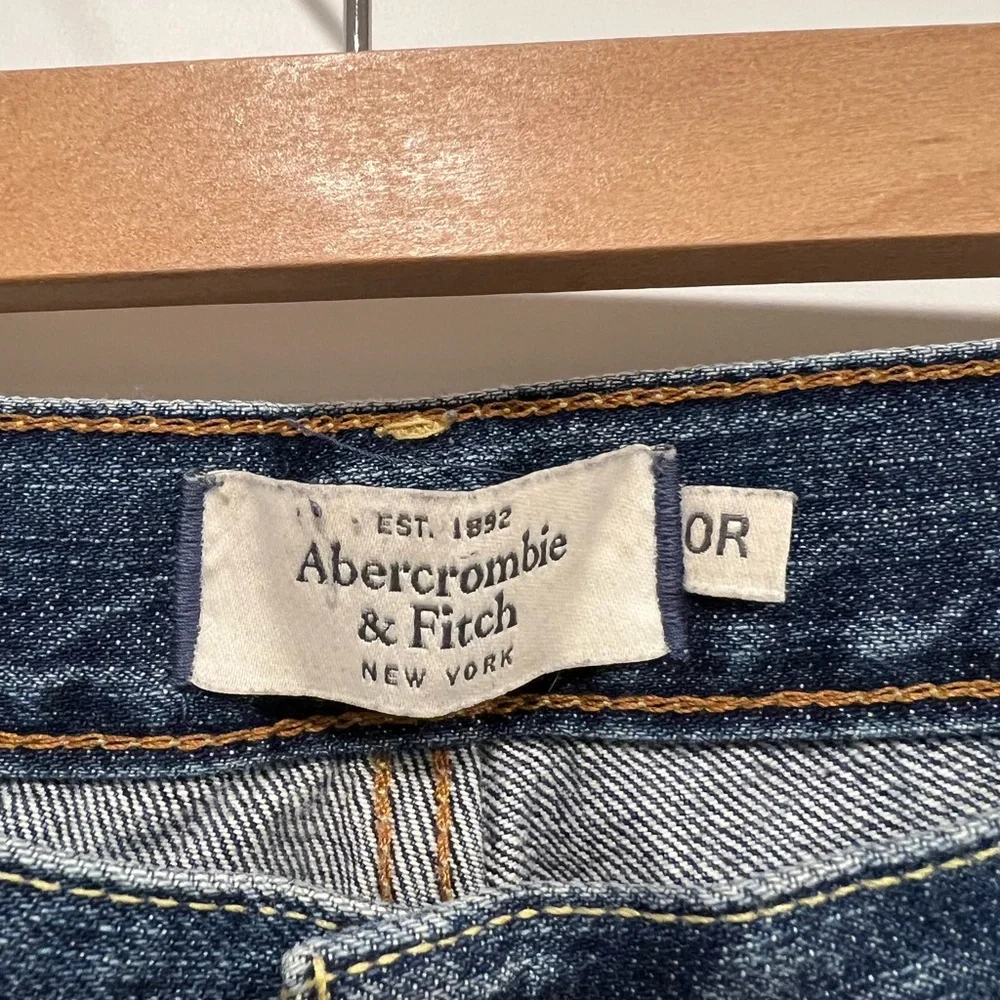 EST. 1892
Abercrombie
& Fitch
NEW YORK
OR